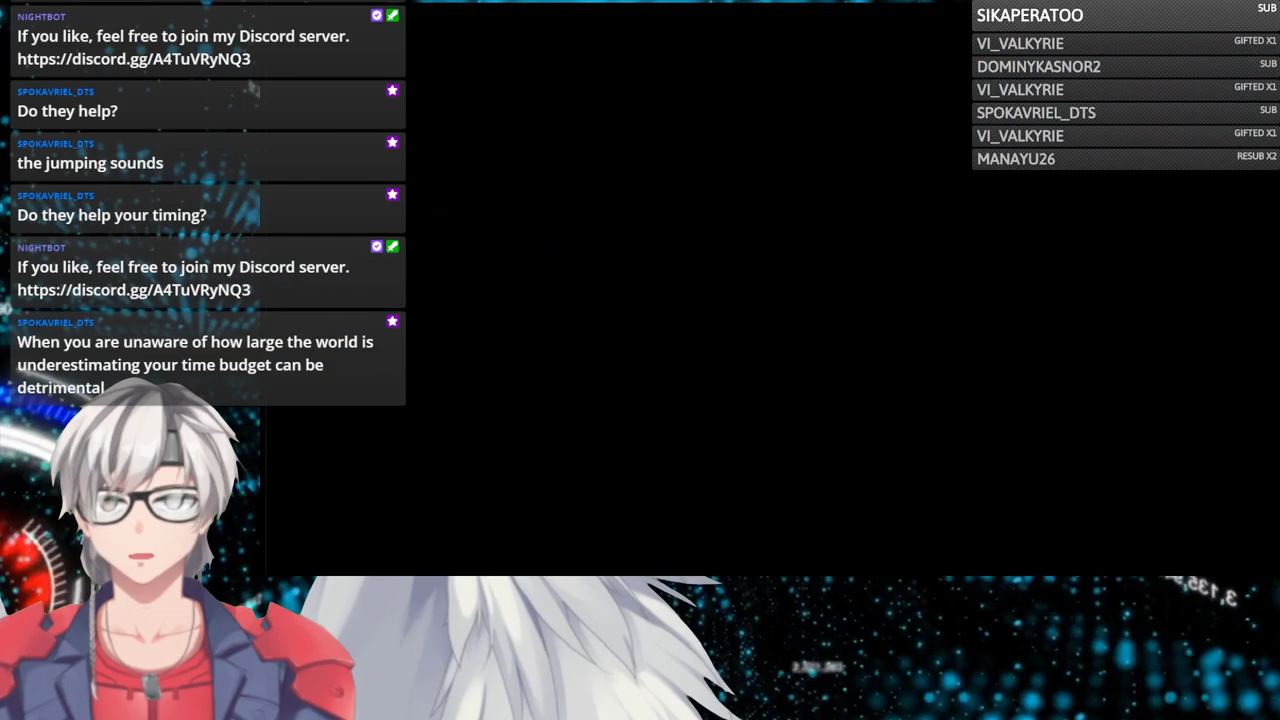 NIGHTBOT
If you like, feel free to join my Discord server.
https://discord.gg/A4TuVRyNQ3
SPOKAVRIEL_DTS
Do they help?
SPOKAVRIEL_DTS
the jumping sounds
SPOKAVRIEL_DTS
Do they help your timing?
NIGHTBOT
If you like, feel free to join my Discord server.
https://discord.gg/A4TuVRyNQ3
SPOKAVRIEL_DTS
When you are unaware of how large the world is
underestimating your time budget can be
detrimental
SIKAPERATOO SUB
VI_VALKYRIE GIFTED X1
DOMINYKASNOR2 SUB
VI_VALKYRIE GIFTED X1
SPOKAVRIEL_DTS SUB
VI_VALKYRIE GIFTED X1
MANAYU26 RESUB X2